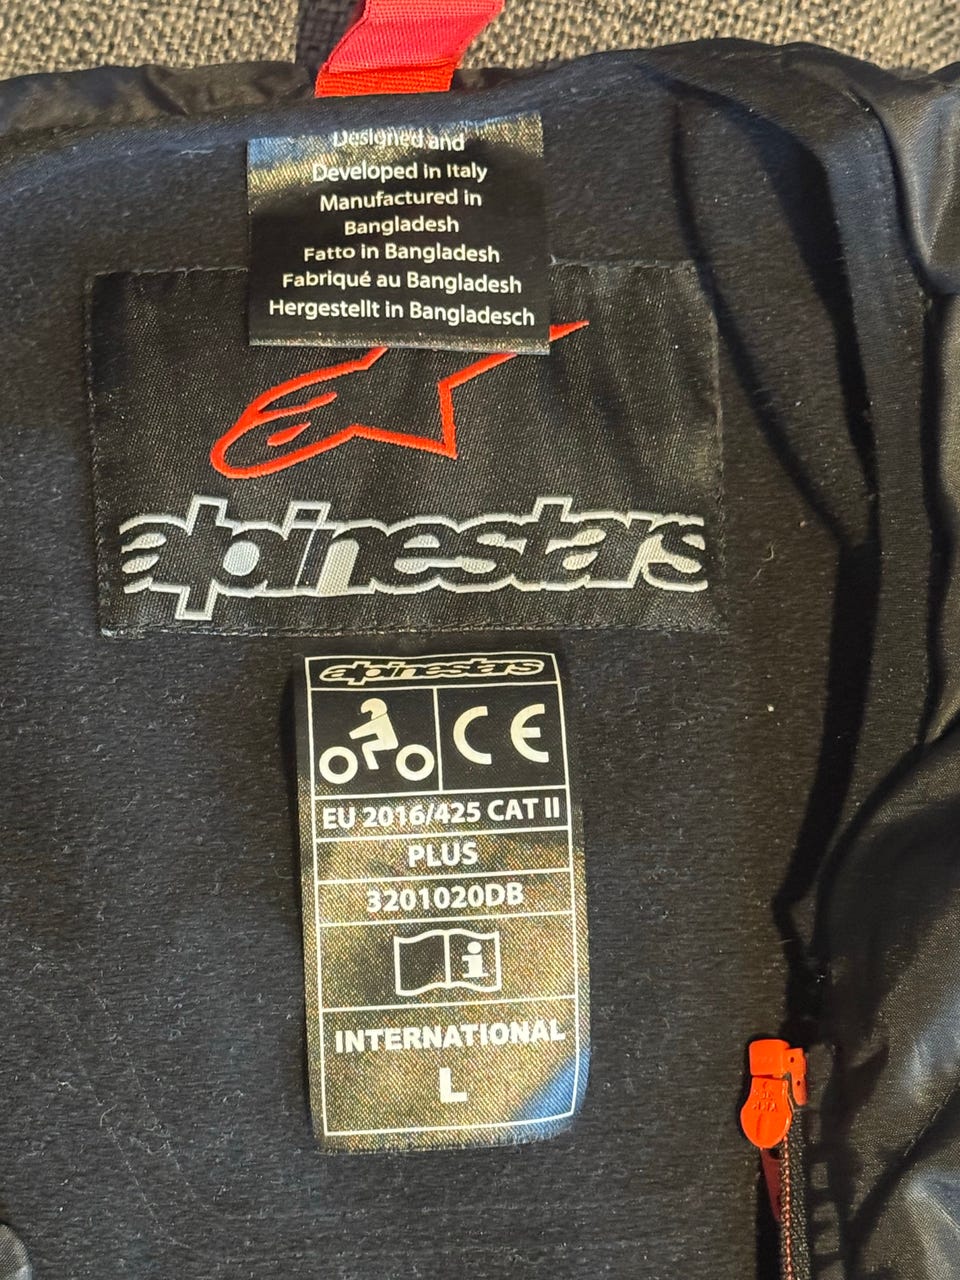 Designed and
Developed in Italy
Manufactured in
Bangladesh
Fatto in Bangladesh
Fabriqué au Bangladesh
Hergestellt in Bangladesch
alpinestars
alpinestars
CE
EU 2016/425 CAT II
PLUS
3201020DB
i
INTERNATIONAL
L
YKK